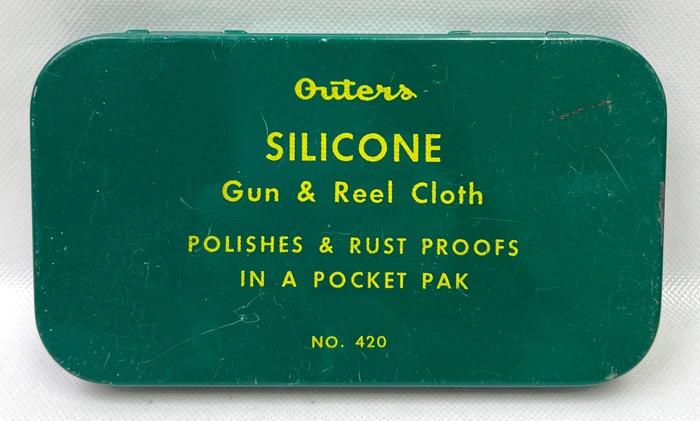 Outers
SILICONE
Gun & Reel Cloth
POLISHES & RUST PROOFS
IN A POCKET PAK
NO. 420